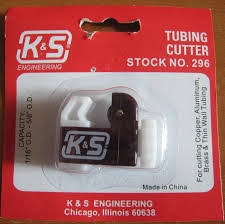 K&S
ENGINEERING
TUBING
CUTTER
STOCK NO. 296
CAPACITY:
1/16" O.D. - 5/8" O.D.
K&S
For cutting Copper, Aluminum,
Brass & Thin Wall Tubing
Made in China
K & S ENGINEERING
Chicago, Illinois 60638